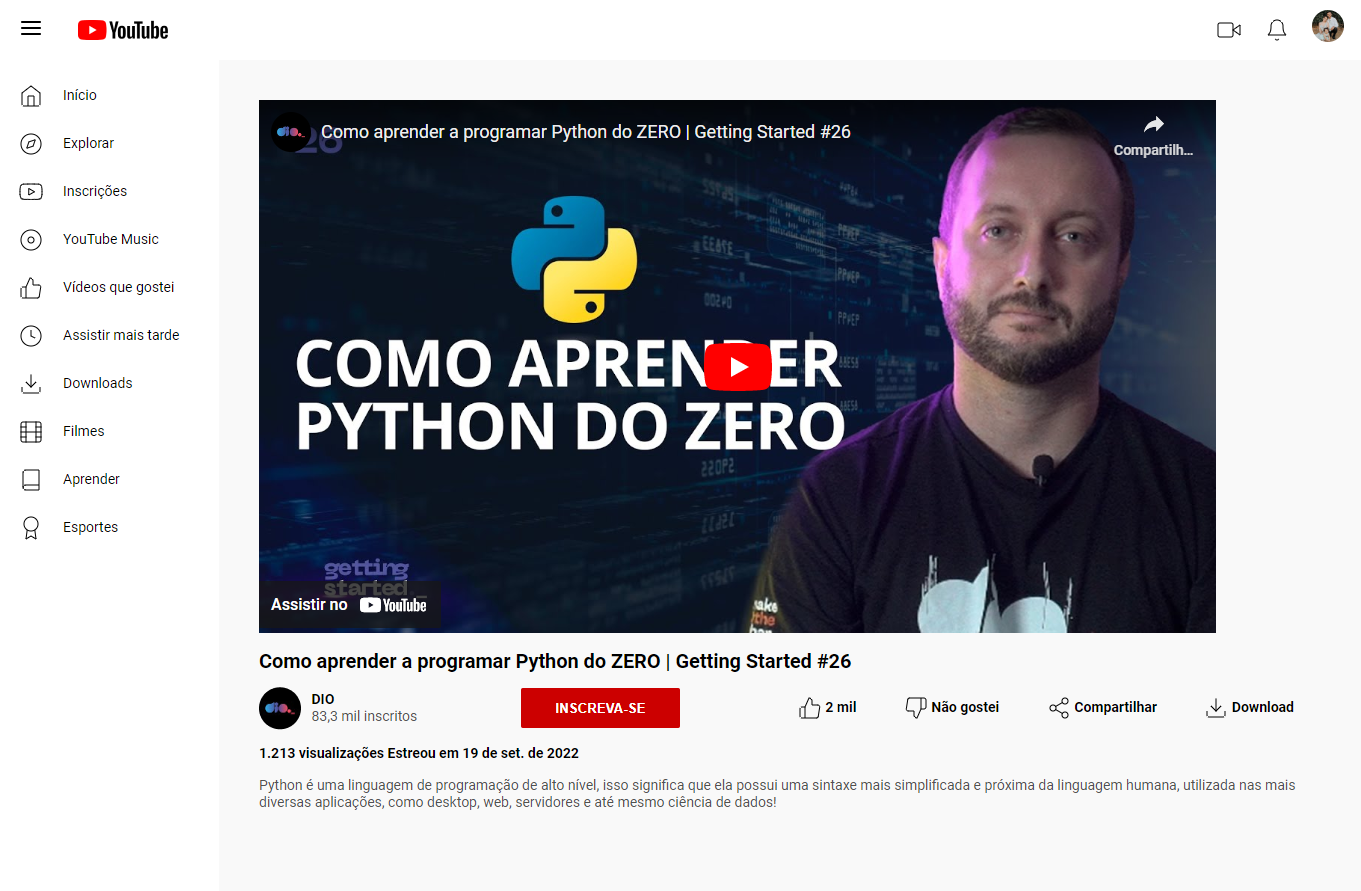 YouTube
Início
Explorar
Inscrições
YouTube Music
Vídeos que gostei
Assistir mais tarde
Downloads
Filmes
Aprender
Esportes
dio._ Como aprender a programar Python do ZERO | Getting Started #26
Compartilh...
COMO APRENDER
PYTHON DO ZERO
getting
started_
Assistir no YouTube
the
Como aprender a programar Python do ZERO | Getting Started #26
dio._
DIO
83,3 mil inscritos
INSCREVA-SE
2 mil
Não gostei
Compartilhar
Download
1.213 visualizações Estreou em 19 de set. de 2022
Python é uma linguagem de programação de alto nível, isso significa que ela possui uma sintaxe mais simplificada e próxima da linguagem humana, utilizada nas mais
diversas aplicações, como desktop, web, servidores e até mesmo ciência de dados!